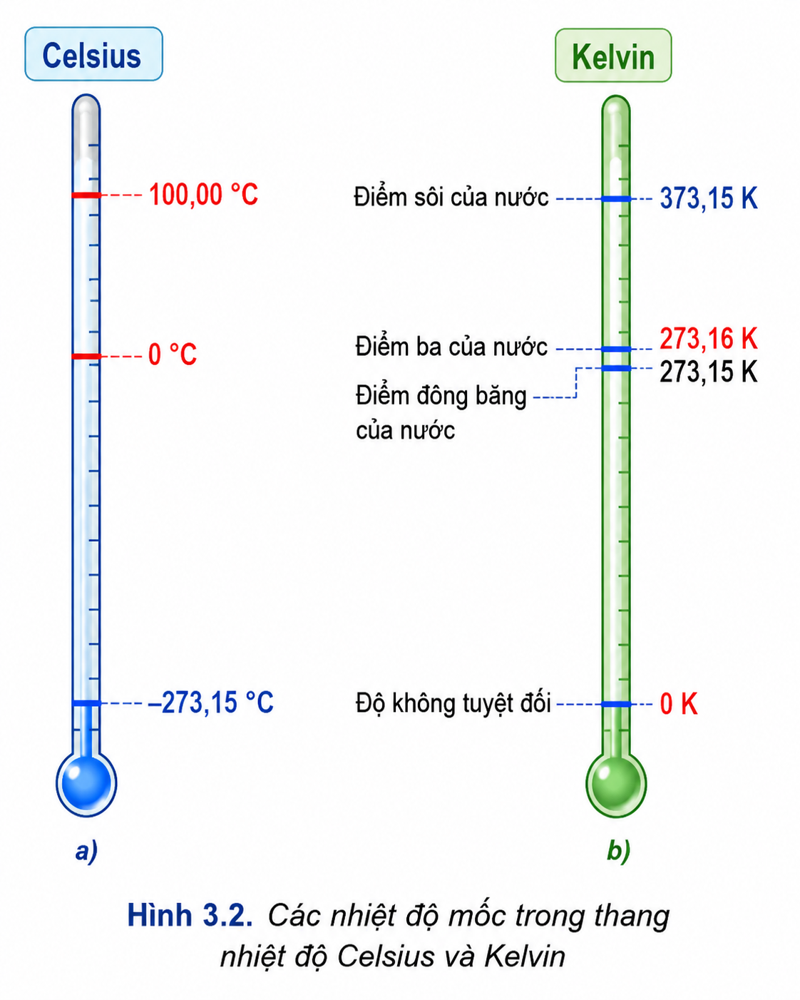 Celsius
Kelvin
100,00 °C
Điểm sôi của nước
373,15 K
0 °C
Điểm ba của nước
273,16 K
273,15 K
Điểm đông băng
của nước
–273,15 °C
Độ không tuyệt đối
0 K
a)
b)
Hình 3.2. Các nhiệt độ mốc trong thang
nhiệt độ Celsius và Kelvin